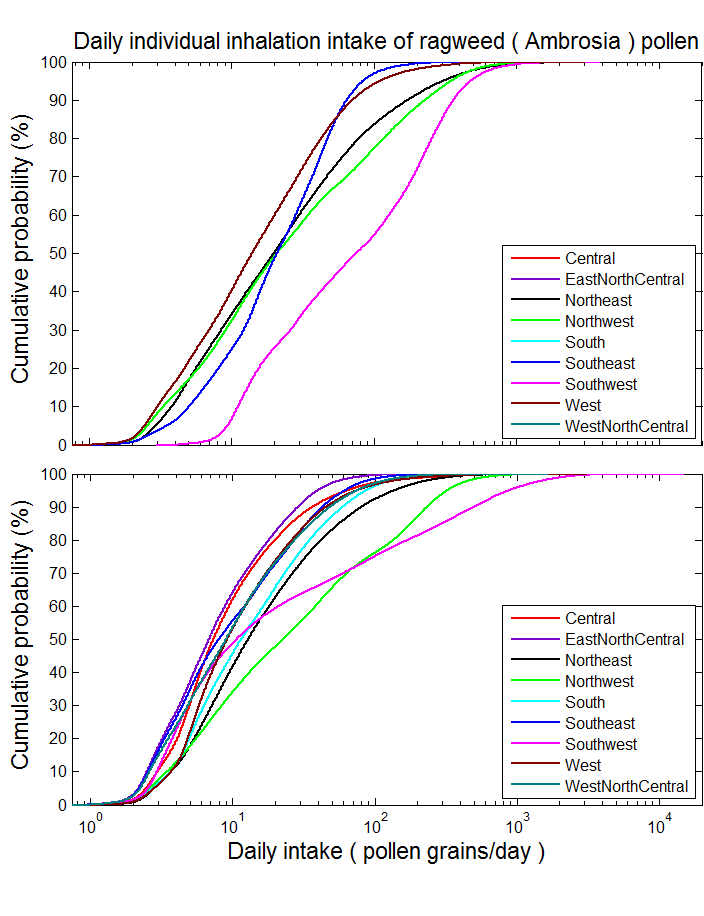 Daily individual inhalation intake of ragweed ( Ambrosia ) pollen
Cumulative probability (%)
100
90
80
70
60
50
40
30
20
10
0
Central
EastNorthCentral
Northeast
Northwest
South
Southeast
Southwest
West
WestNorthCentral
Cumulative probability (%)
100
90
80
70
60
50
40
30
20
10
0
Central
EastNorthCentral
Northeast
Northwest
South
Southeast
Southwest
West
WestNorthCentral
10^0 10^1 10^2 10^3 10^4
Daily intake ( pollen grains/day )